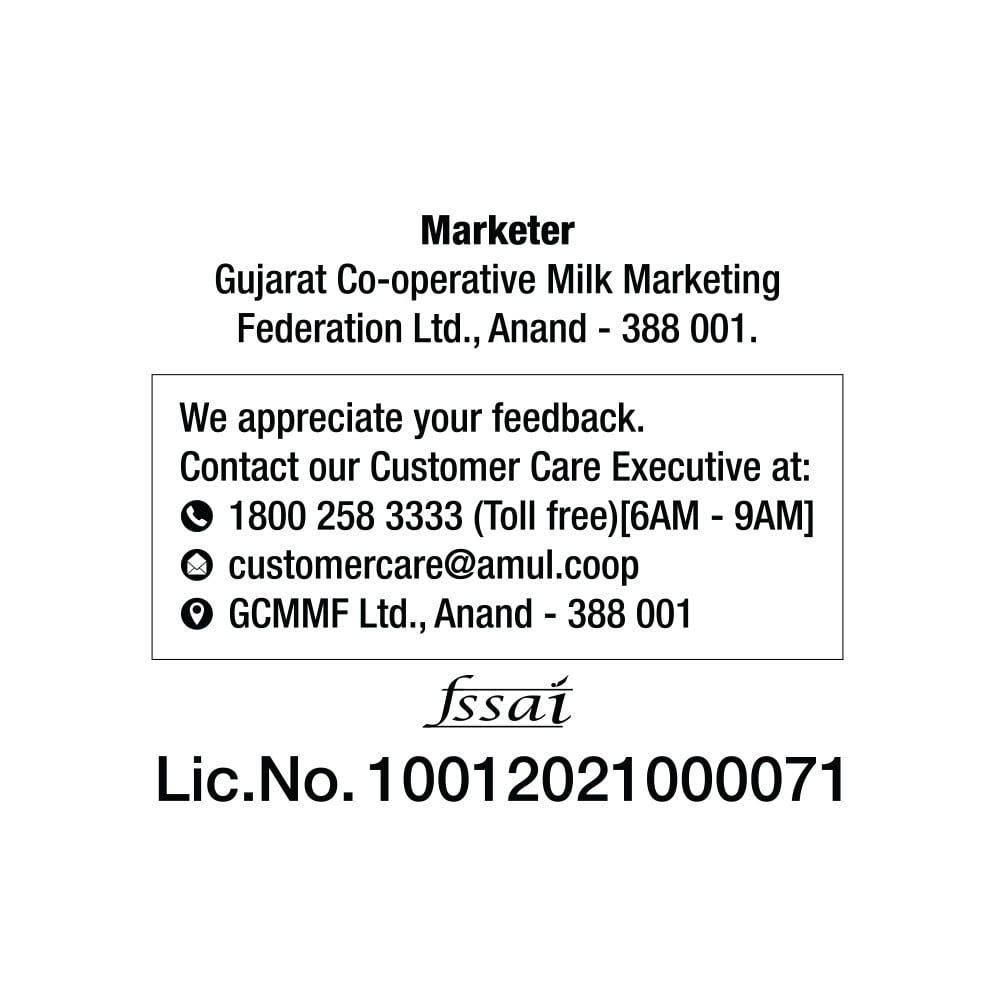 Marketer
Gujarat Co-operative Milk Marketing
Federation Ltd., Anand - 388 001.
We appreciate your feedback.
Contact our Customer Care Executive at:
1800 258 3333 (Toll free)[6AM - 9AM]
customercare@amul.coop
GCMMF Ltd., Anand - 388 001
fssai
Lic.No. 10012021000071